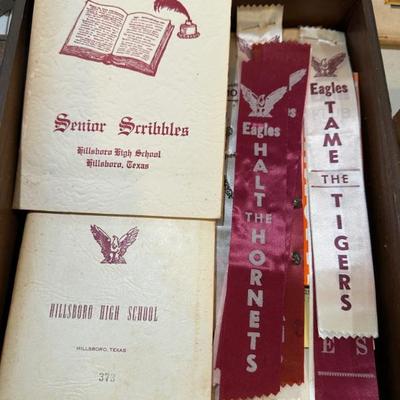 Senior Scribbles
Hillsboro High School
Hillsboro, Texas
HILLSBORO HIGH SCHOOL
HILLSBORO, TEXAS
373
Eagles
HALT
THE
HORNETS
Eagles
TAME
THE
TIGERS
E S